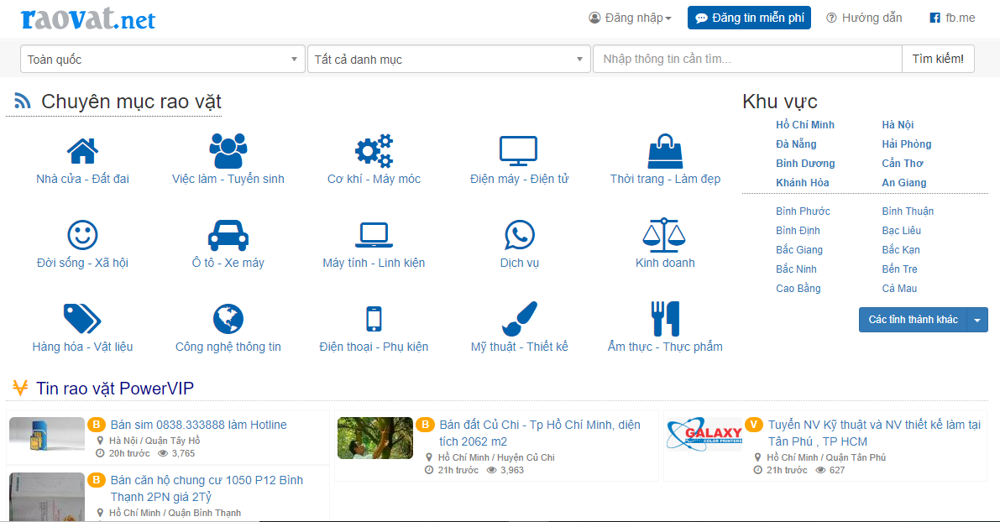 raovat.net
Đăng nhập
Đăng tin miễn phí
Hướng dẫn
fb.me
Toàn quốc
Tất cả danh mục
Nhập thông tin cần tìm...
Tìm kiếm!
Chuyên mục rao vặt
Nhà cửa - Đất đai
Việc làm - Tuyển sinh
Cơ khí - Máy móc
Điện máy - Điện tử
Thời trang - Làm đẹp
Đời sống - Xã hội
Ô tô - Xe máy
Máy tính - Linh kiện
Dịch vụ
Kinh doanh
Hàng hóa - Vật liệu
Công nghệ thông tin
Điện thoại - Phụ kiện
Mỹ thuật - Thiết kế
Ẩm thực - Thực phẩm
Khu vực
Hồ Chí Minh
Hà Nội
Đà Nẵng
Hải Phòng
Bình Dương
Cần Thơ
Khánh Hòa
An Giang
Bình Phước
Bình Thuận
Bình Định
Bạc Liêu
Bắc Giang
Bắc Kạn
Bắc Ninh
Bến Tre
Cao Bằng
Cà Mau
Các tỉnh thành khác
Tin rao vặt PowerVIP
B Bán sim 0838.333888 làm Hotline
Hà Nội / Quận Tây Hồ
20h trước 3,765
B Bán căn hộ chung cư 1050 P12 Bình
Thạnh 2PN giá 2Tỷ
Hồ Chí Minh / Quận Bình Thạnh
B Bán đất Củ Chi - Tp Hồ Chí Minh, diện
tích 2062 m2
Hồ Chí Minh / Huyện Củ Chi
21h trước 3,963
GALAXY
COLOR PRINTERS
V Tuyển NV Kỹ thuật và NV thiết kế làm tại
Tân Phú , TP HCM
Hồ Chí Minh / Quận Tân Phú
21h trước 627